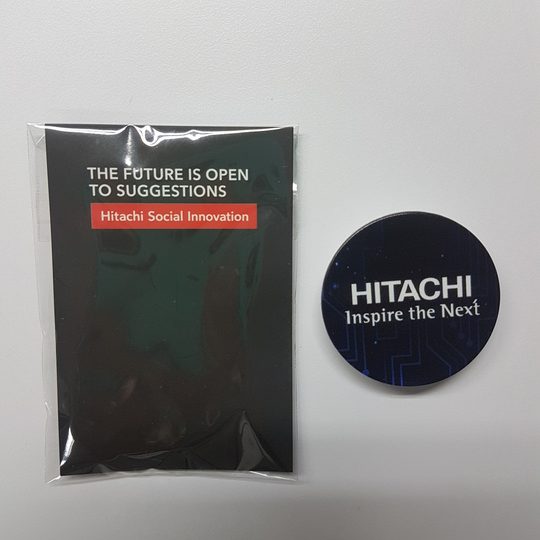 THE FUTURE IS OPEN
TO SUGGESTIONS
Hitachi Social Innovation
HITACHI
Inspire the Next